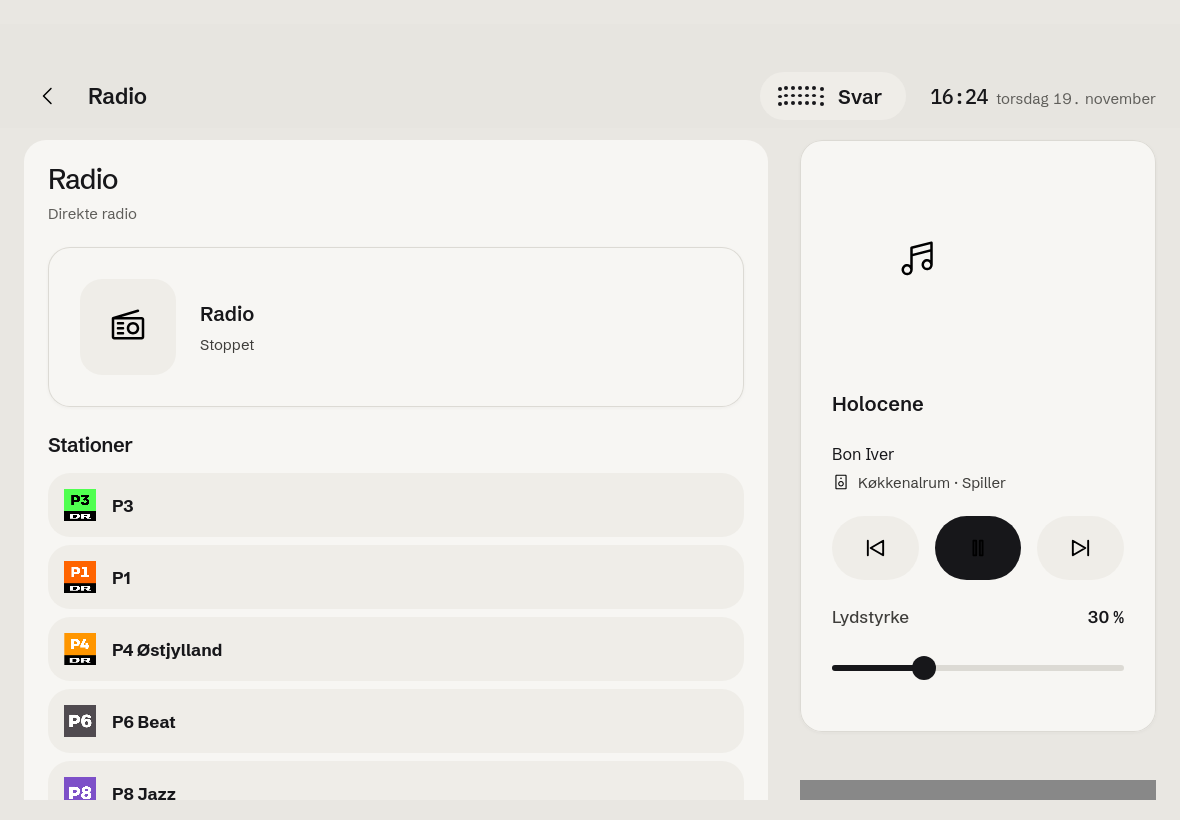 Radio
Svar
16:24 torsdag 19. november
Radio
Direkte radio
Radio
Stoppet
Stationer
P3 DR P3
P1 DR P1
P4 DR P4 Østjylland
P6 P6 Beat
P8 P8 Jazz
Holocene
Bon Iver
Køkkenalrum · Spiller
Lydstyrke 30 %